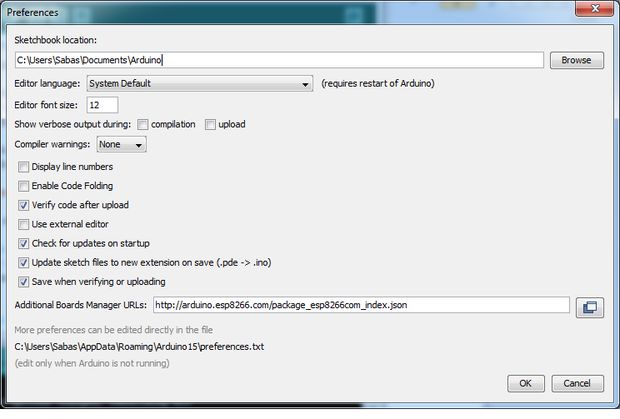 Preferences
Sketchbook location:
C:\Users\Sabas\Documents\Arduino
Browse
Editor language: System Default (requires restart of Arduino)
Editor font size: 12
Show verbose output during: compilation upload
Compiler warnings: None
Display line numbers
Enable Code Folding
Verify code after upload
Use external editor
Check for updates on startup
Update sketch files to new extension on save (.pde -> .ino)
Save when verifying or uploading
Additional Boards Manager URLs: http://arduino.esp8266.com/package_esp8266com_index.json
More preferences can be edited directly in the file
C:\Users\Sabas\AppData\Roaming\Arduino15\preferences.txt
(edit only when Arduino is not running)
OK Cancel